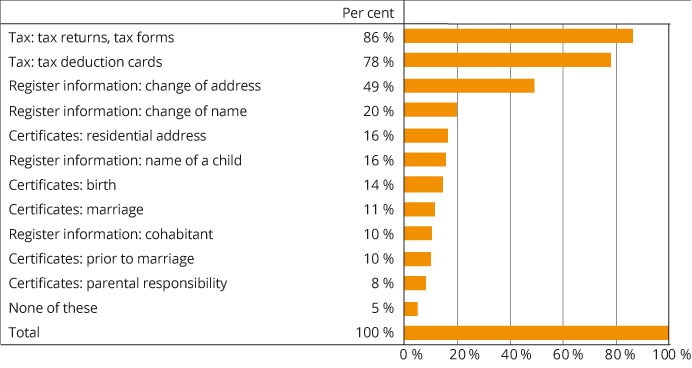 Per cent
Tax: tax returns, tax forms 86 %
Tax: tax deduction cards 78 %
Register information: change of address 49 %
Register information: change of name 20 %
Certificates: residential address 16 %
Register information: name of a child 16 %
Certificates: birth 14 %
Certificates: marriage 11 %
Register information: cohabitant 10 %
Certificates: prior to marriage 10 %
Certificates: parental responsibility 8 %
None of these 5 %
Total 100 %
0 % 20 % 40 % 60 % 80 % 100 %